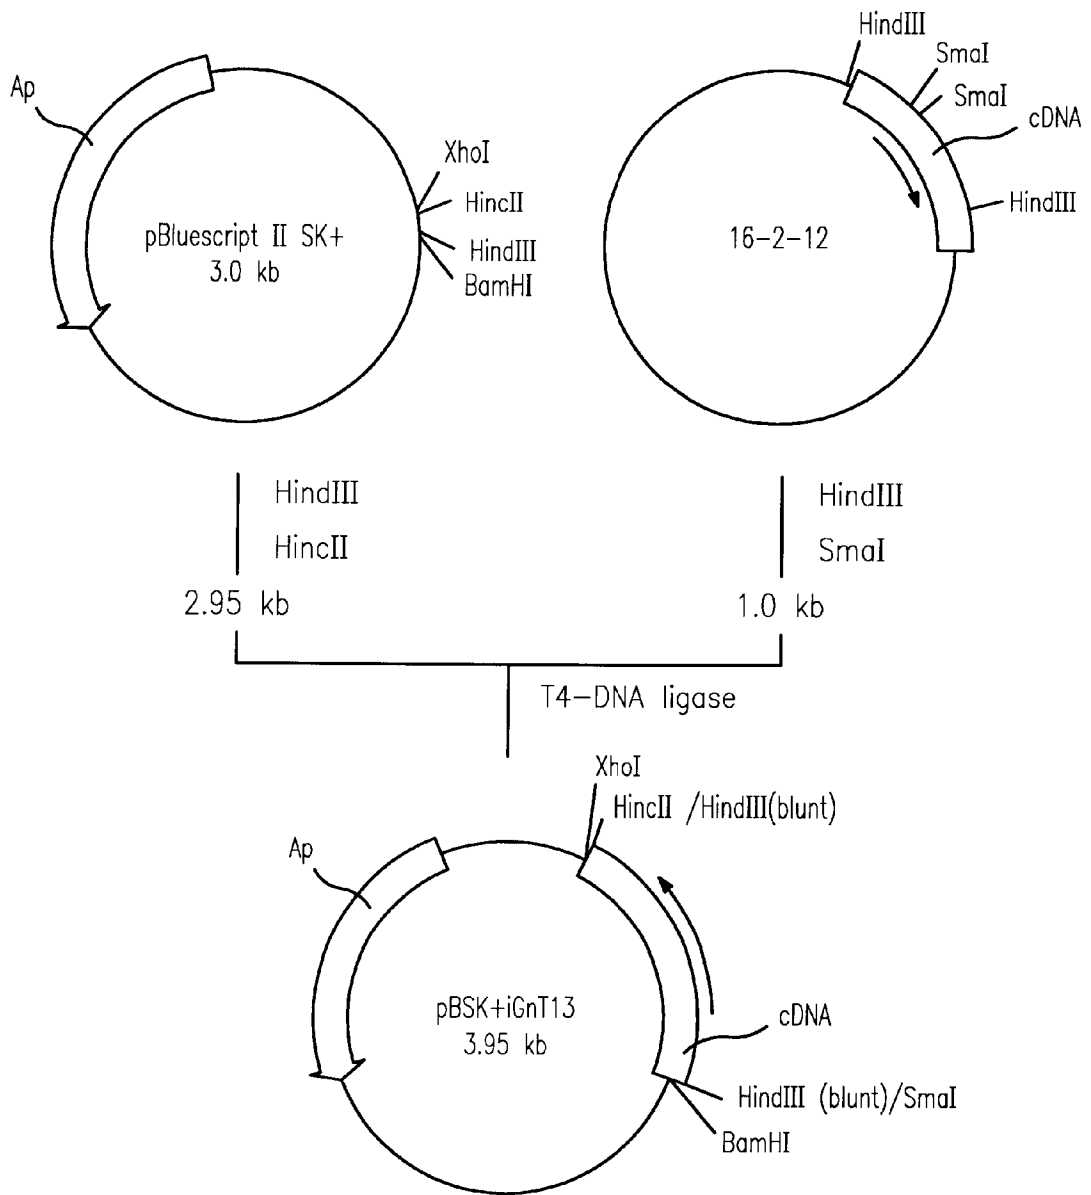 Ap
XhoI
HincII
HindIII
BamHI
pBluescript II SK+
3.0 kb
HindIII
SmaI
SmaI
cDNA
HindIII
16-2-12
HindIII
HincII
2.95 kb
HindIII
SmaI
1.0 kb
T4-DNA ligase
XhoI
HincII /HindIII(blunt)
Ap
pBSK+iGnT13
3.95 kb
cDNA
HindIII (blunt)/SmaI
BamHI